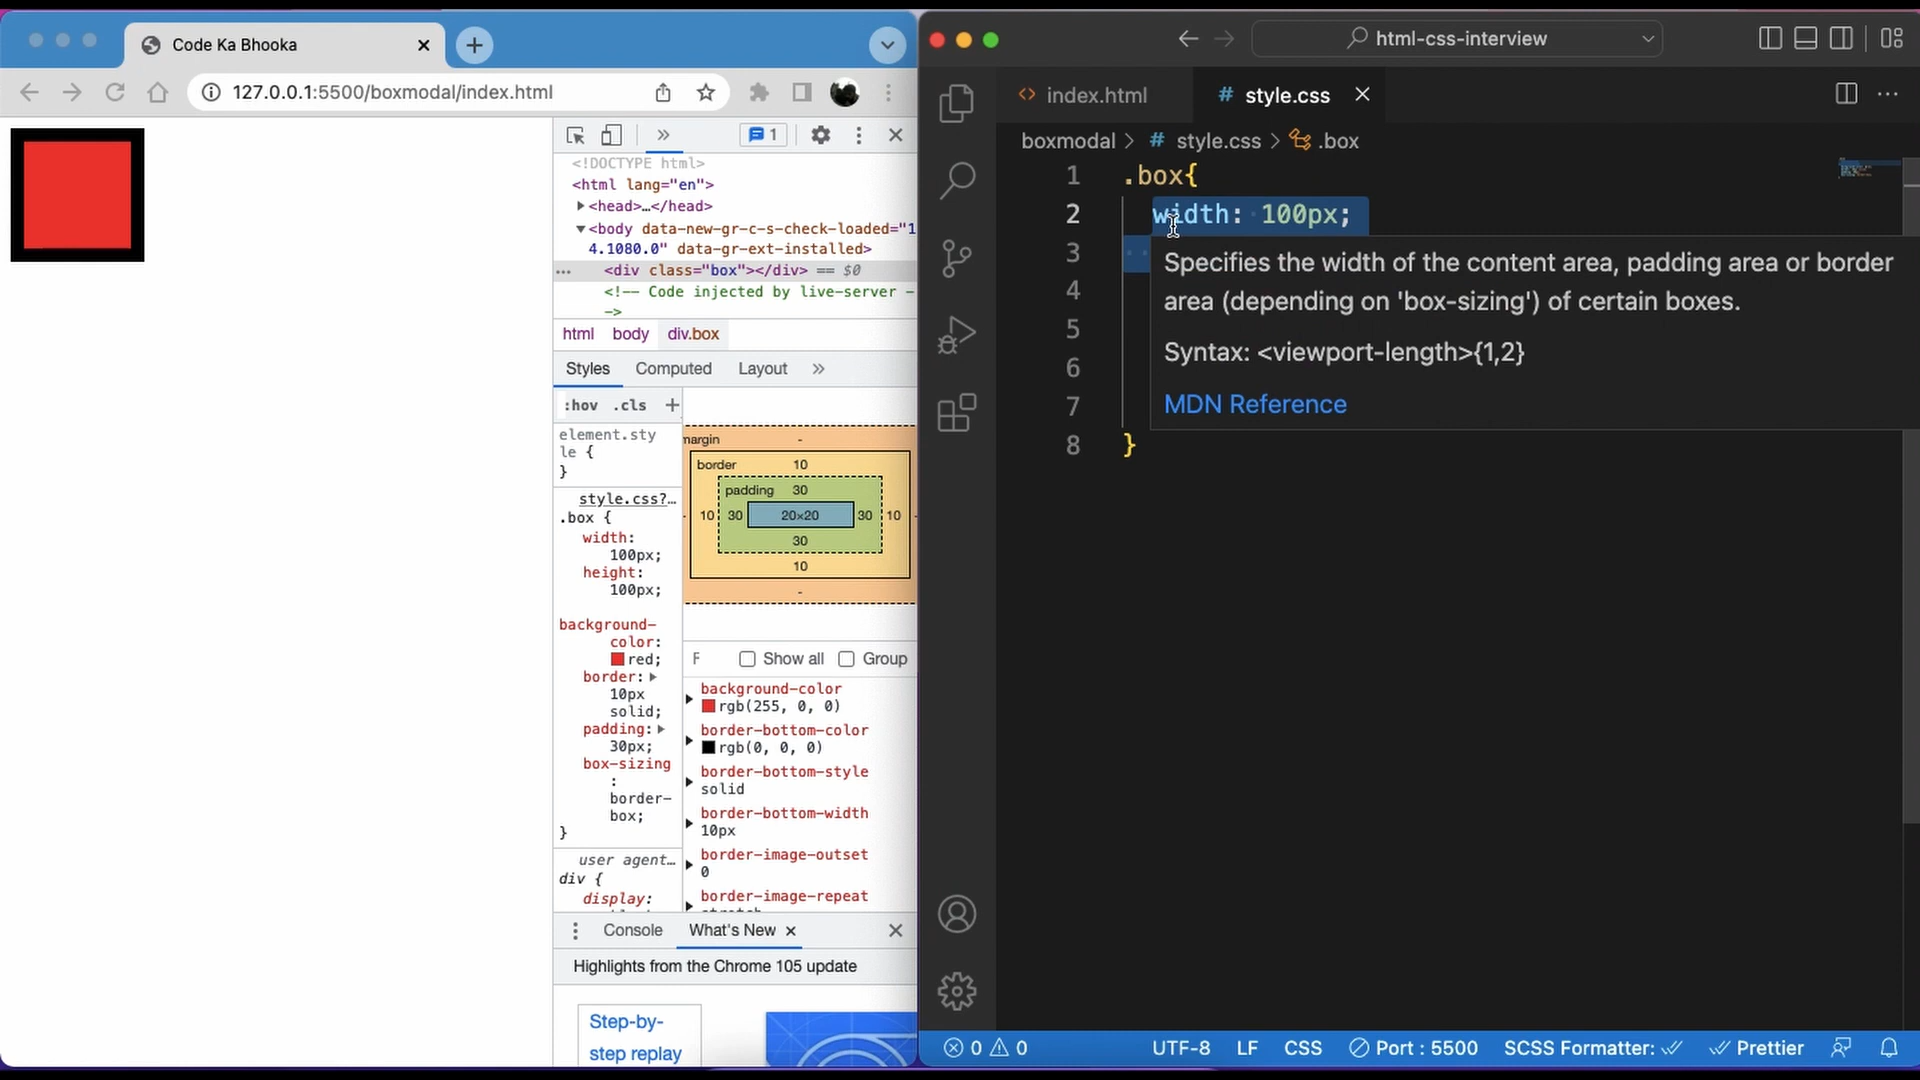 Code Ka Bhooka
127.0.0.1:5500/boxmodal/index.html
1
<!DOCTYPE html>
<html lang="en">
<head>…</head>
<body data-new-gr-c-s-check-loaded="1
4.1080.0" data-gr-ext-installed>
<div class="box"></div> == $0
<!-- Code injected by live-server -
->
html body div.box
Styles Computed Layout
:hov .cls +
element.sty
le {
}
style.css?…
.box {
width:
100px;
height:
100px;
background-
color:
red;
border:
10px
solid;
padding:
30px;
box-sizing
:
border-
box;
}
user agent…
div {
display:
margin -
border 10
padding 30
10 30 20×20 30 10
30
10
-
F Show all Group
background-color
rgb(255, 0, 0)
border-bottom-color
rgb(0, 0, 0)
border-bottom-style
solid
border-bottom-width
10px
border-image-outset
0
border-image-repeat
stretch
Console What's New
Highlights from the Chrome 105 update
Step-by-
step replay
html-css-interview
index.html # style.css
boxmodal > # style.css > .box
1 .box{
2 width: 100px;
3
4
5
6
7
8 }
Specifies the width of the content area, padding area or border
area (depending on 'box-sizing') of certain boxes.
Syntax: <viewport-length>{1,2}
MDN Reference
0 0 UTF-8 LF CSS Port : 5500 SCSS Formatter: Prettier